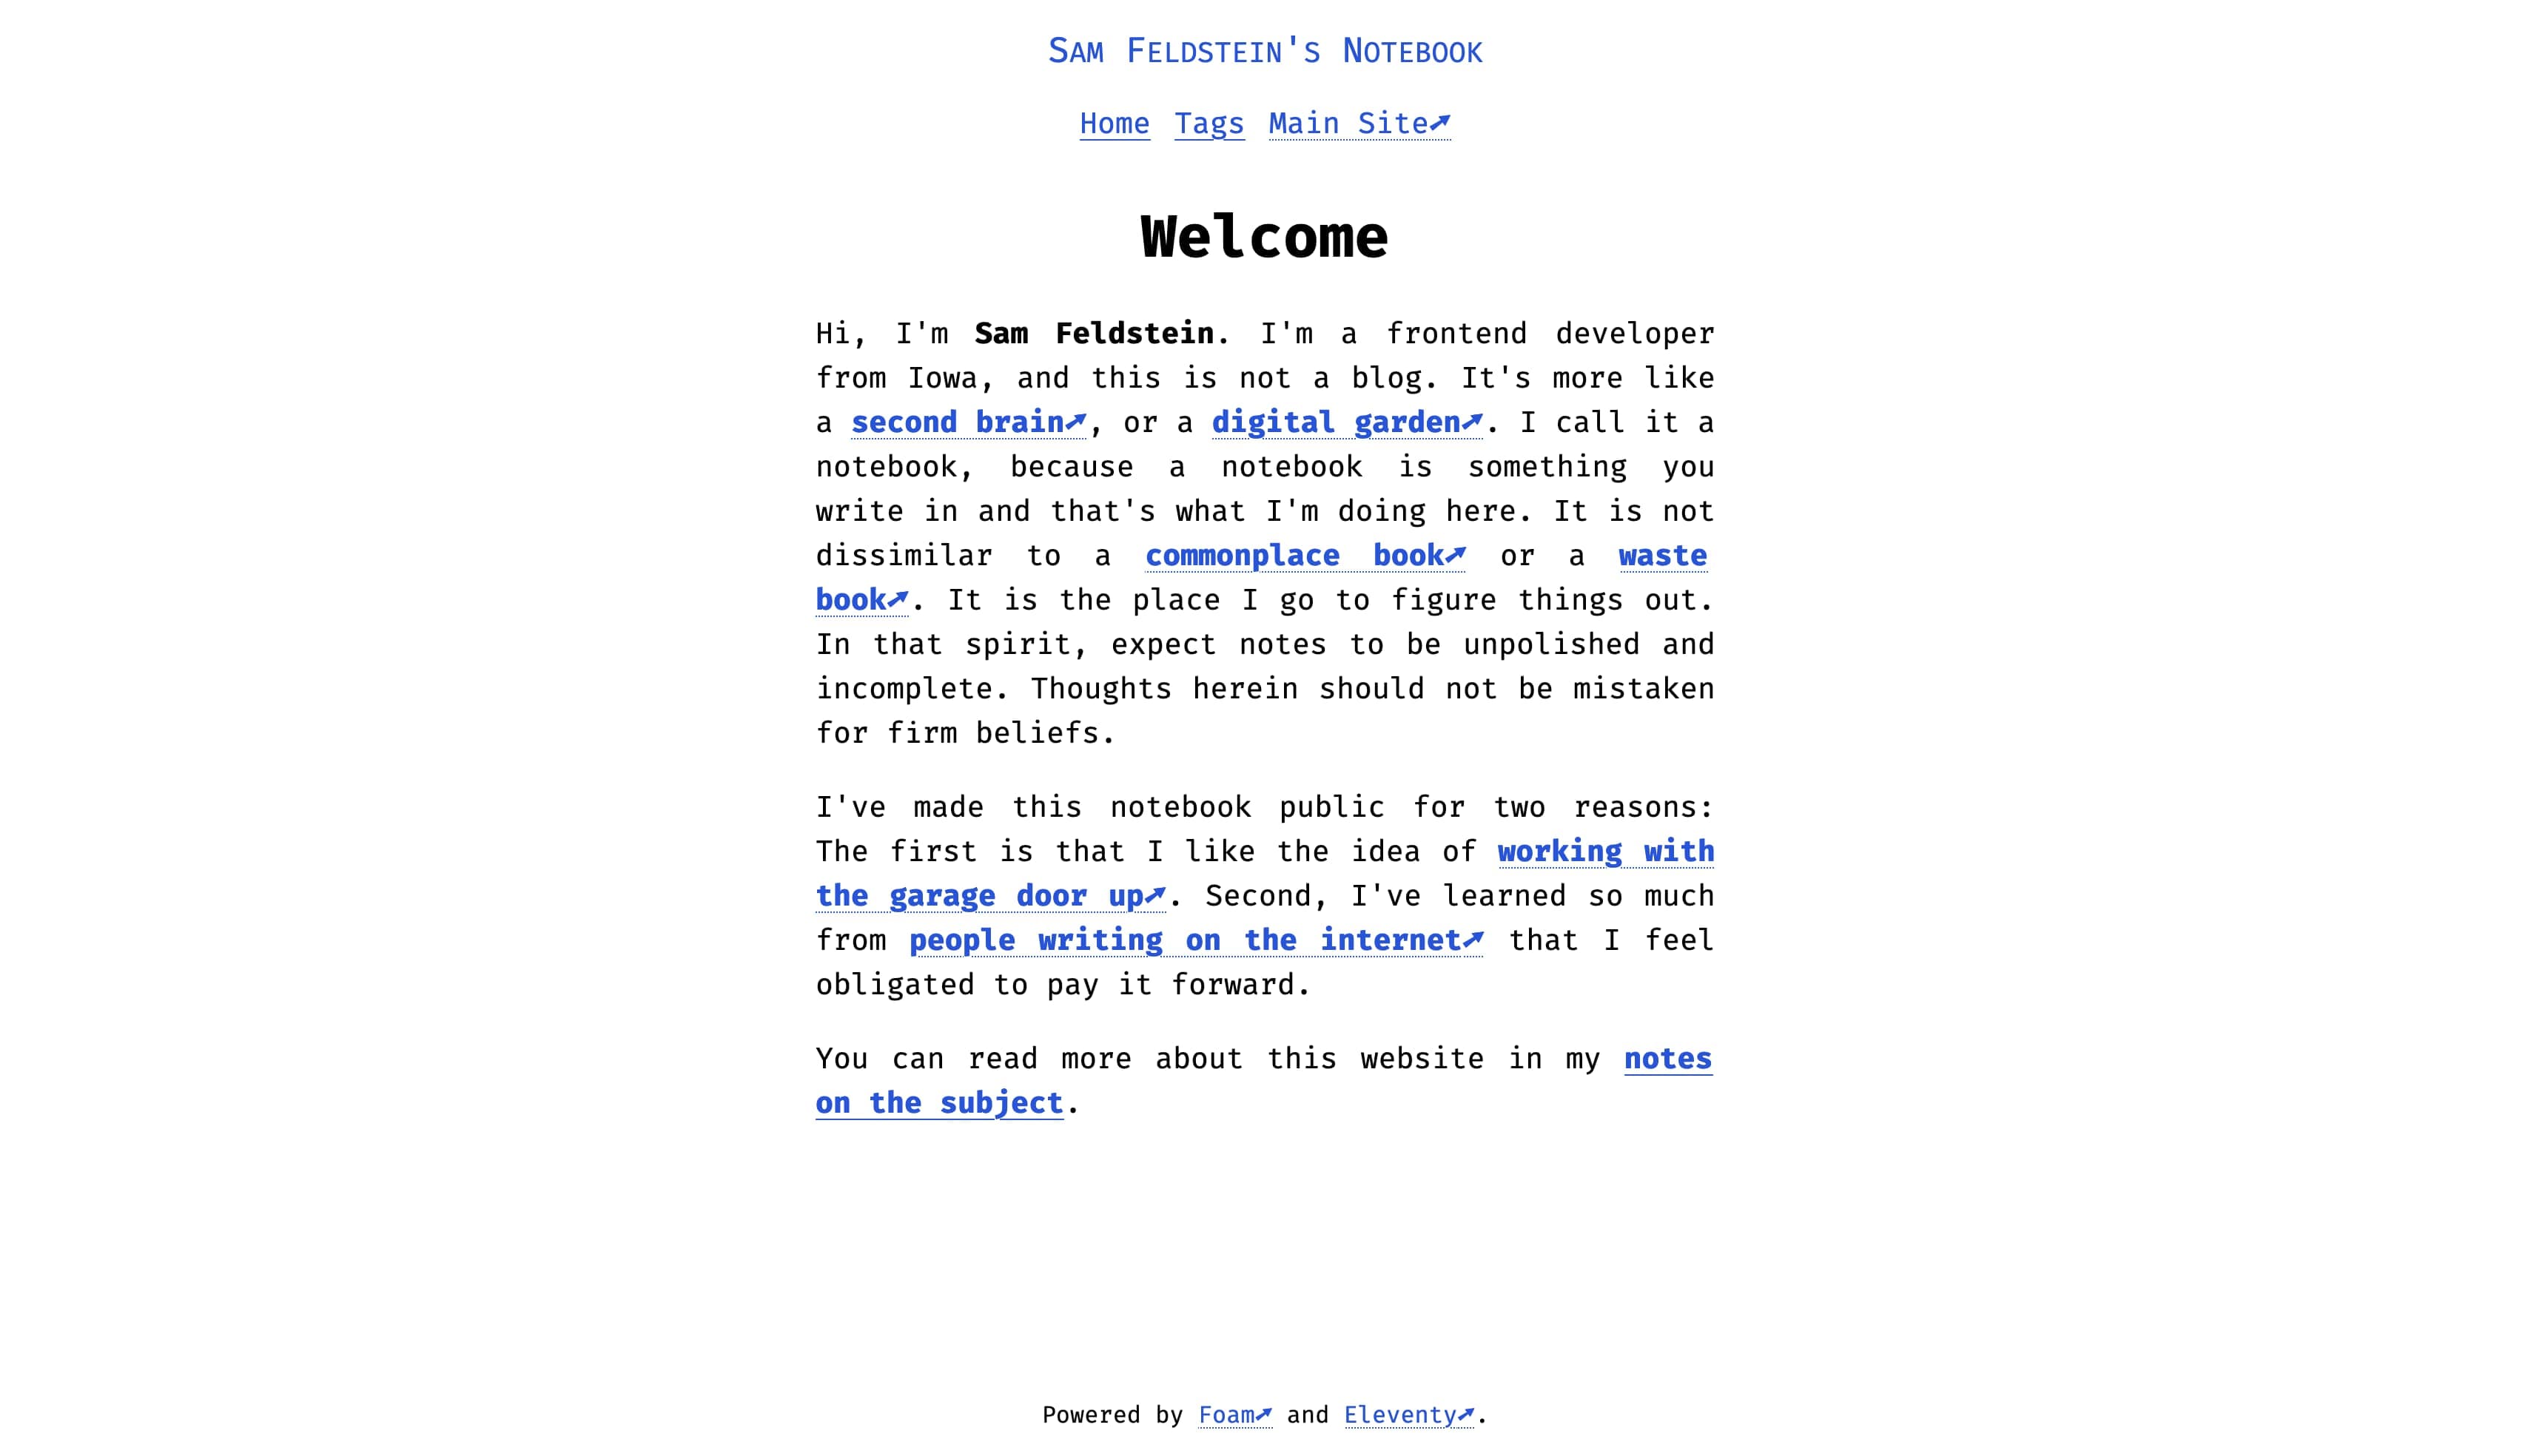 Sam Feldstein's Notebook
Home Tags Main Site↗
Welcome
Hi, I'm Sam Feldstein. I'm a frontend developer
from Iowa, and this is not a blog. It's more like
a second brain↗, or a digital garden↗. I call it a
notebook, because a notebook is something you
write in and that's what I'm doing here. It is not
dissimilar to a commonplace book↗ or a waste
book↗. It is the place I go to figure things out.
In that spirit, expect notes to be unpolished and
incomplete. Thoughts herein should not be mistaken
for firm beliefs.
I've made this notebook public for two reasons:
The first is that I like the idea of working with
the garage door up↗. Second, I've learned so much
from people writing on the internet↗ that I feel
obligated to pay it forward.
You can read more about this website in my notes
on the subject.
Powered by Foam↗ and Eleventy↗.